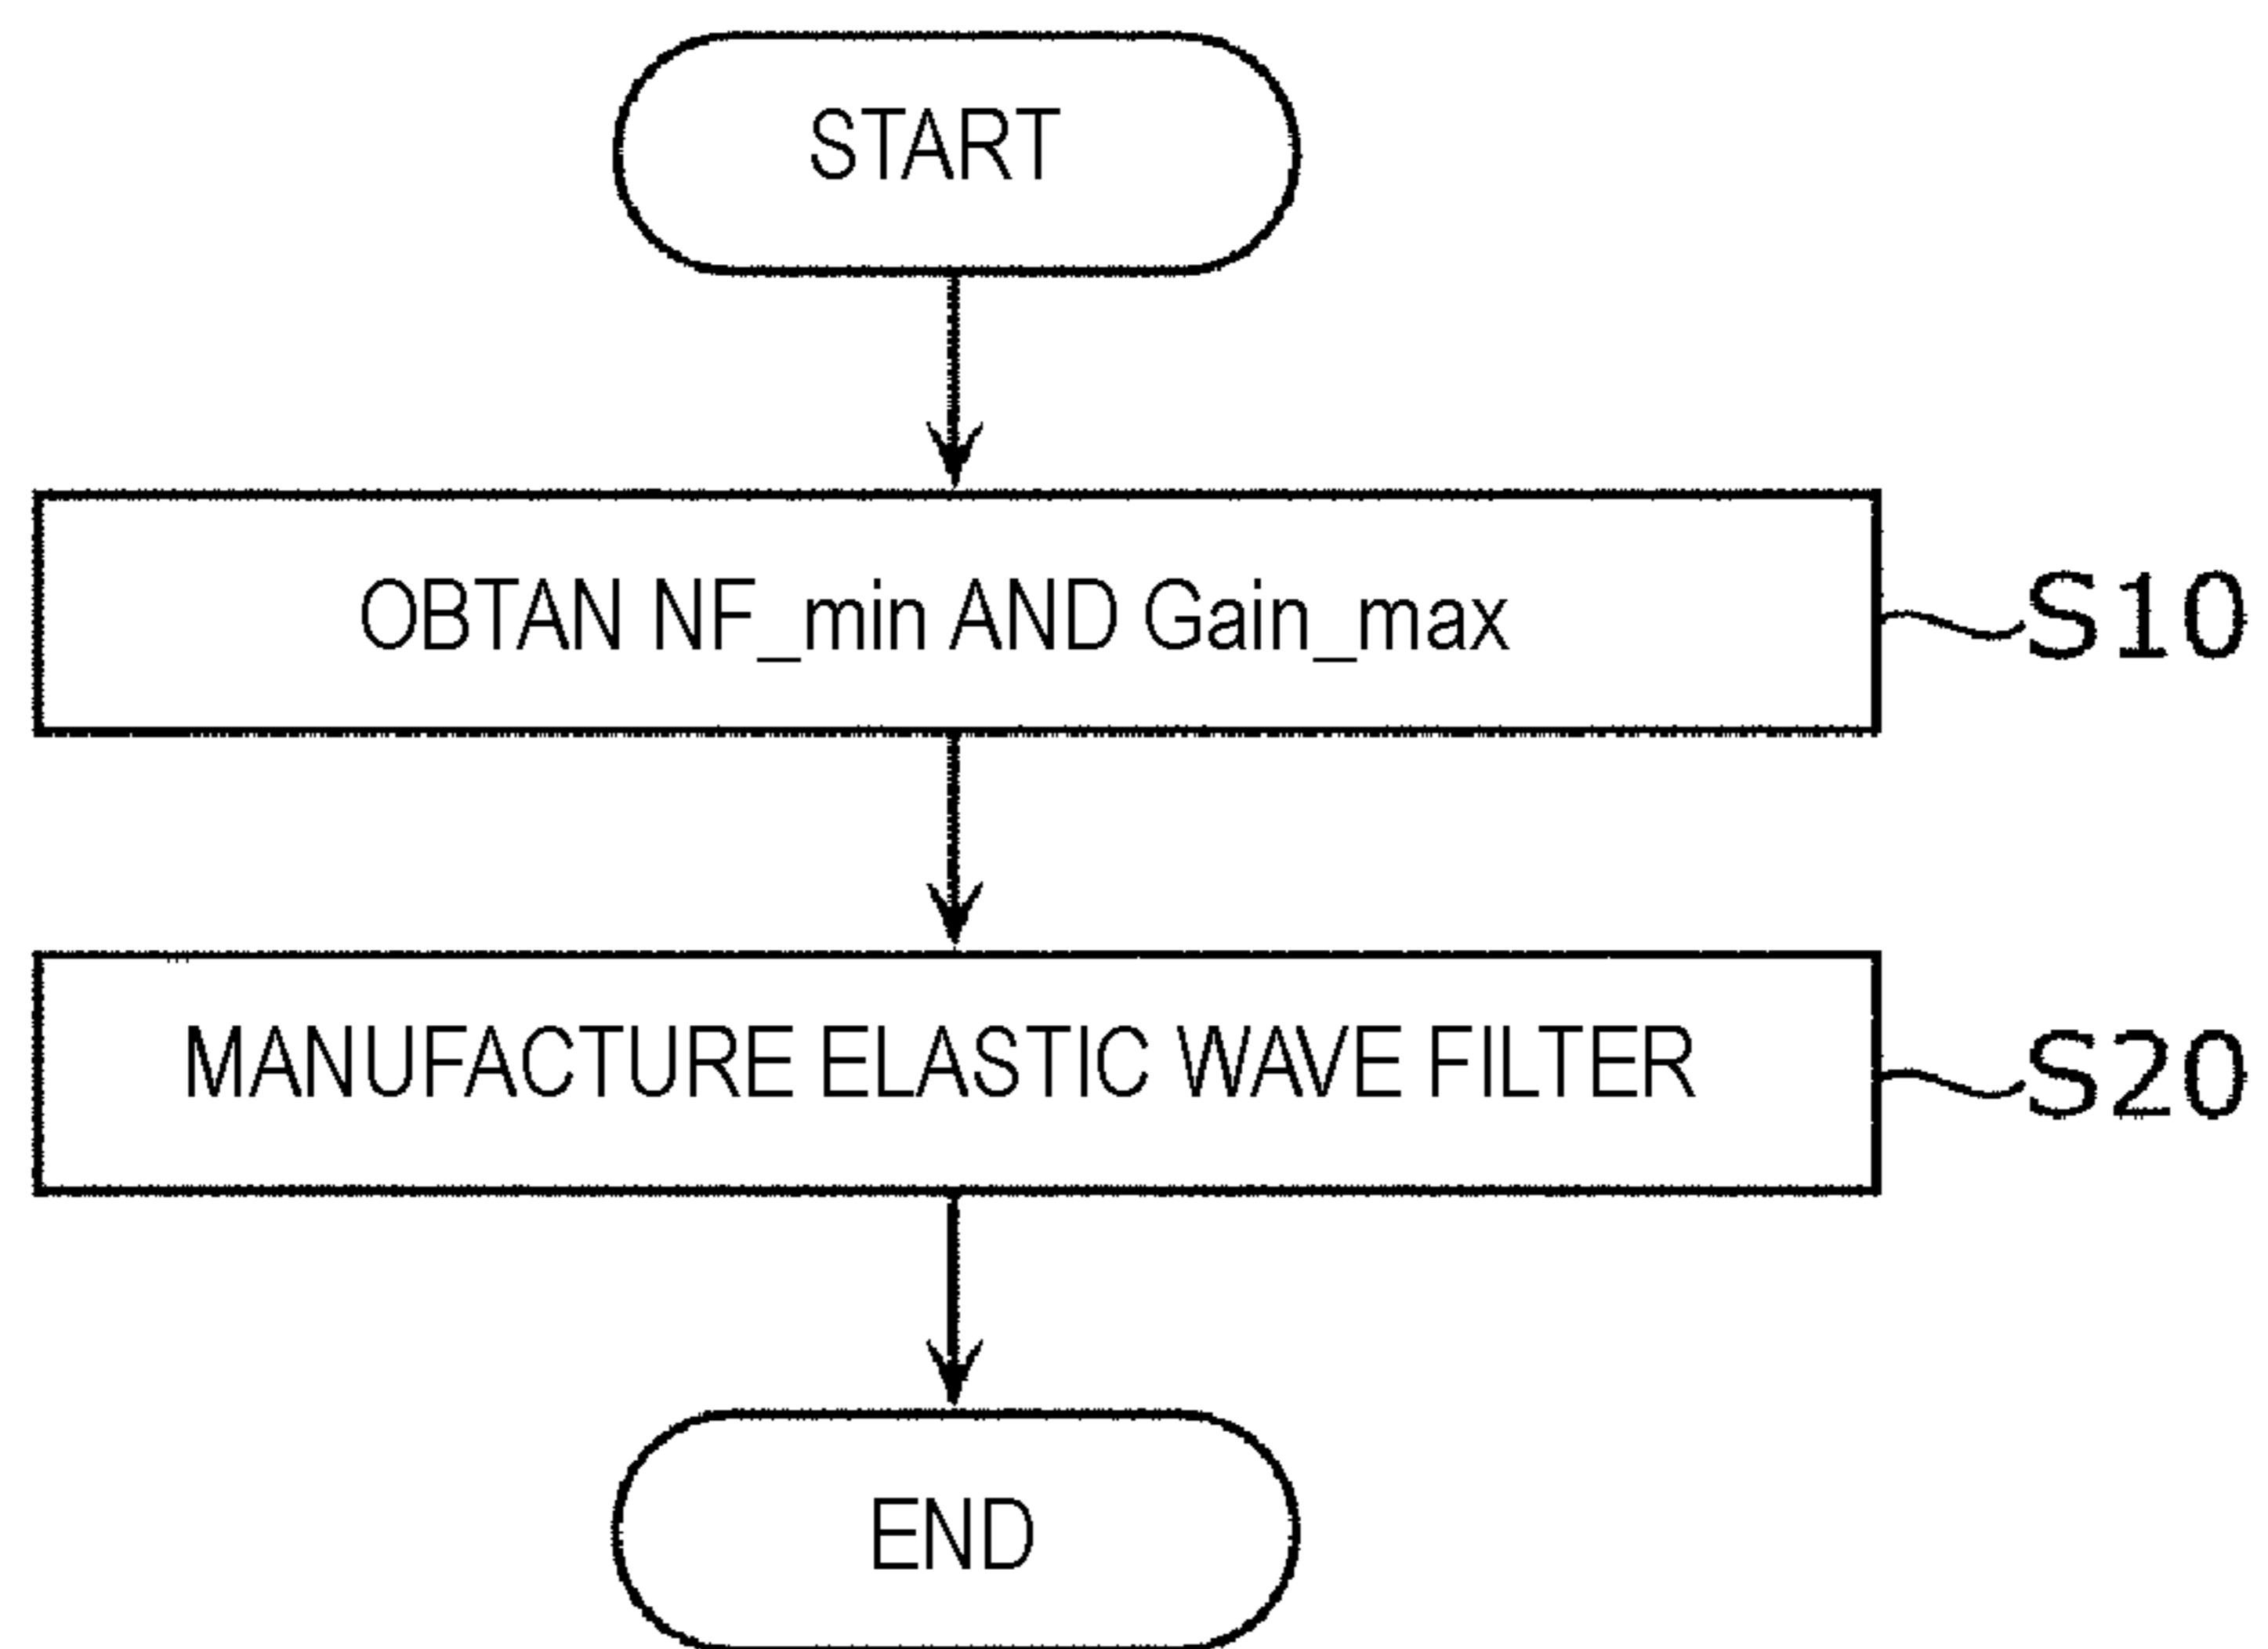 START
OBTAN NF_min AND Gain_max
S10
MANUFACTURE ELASTIC WAVE FILTER
S20
END